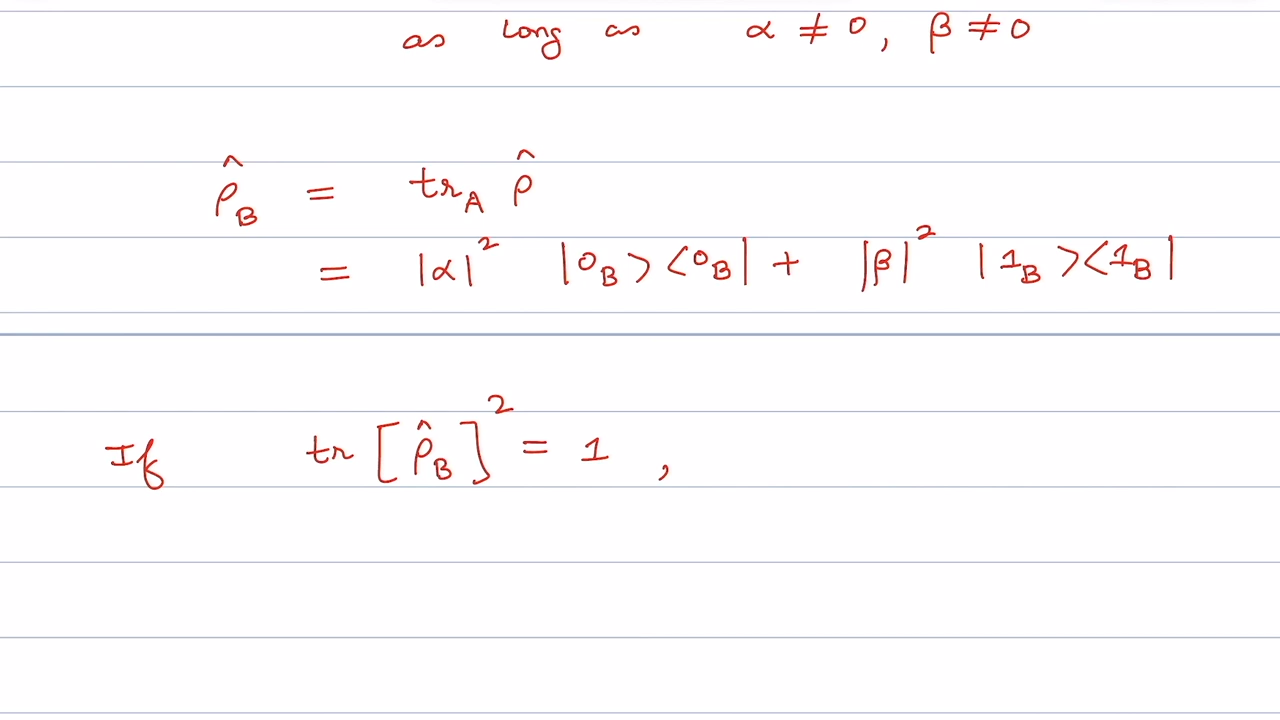 as long as α ≠ 0, β ≠ 0
ρ̂_B = tr_A ρ̂
= |α|² |0_B><0_B| + |β|² |1_B><1_B|
If tr[ρ̂_B]² = 1,